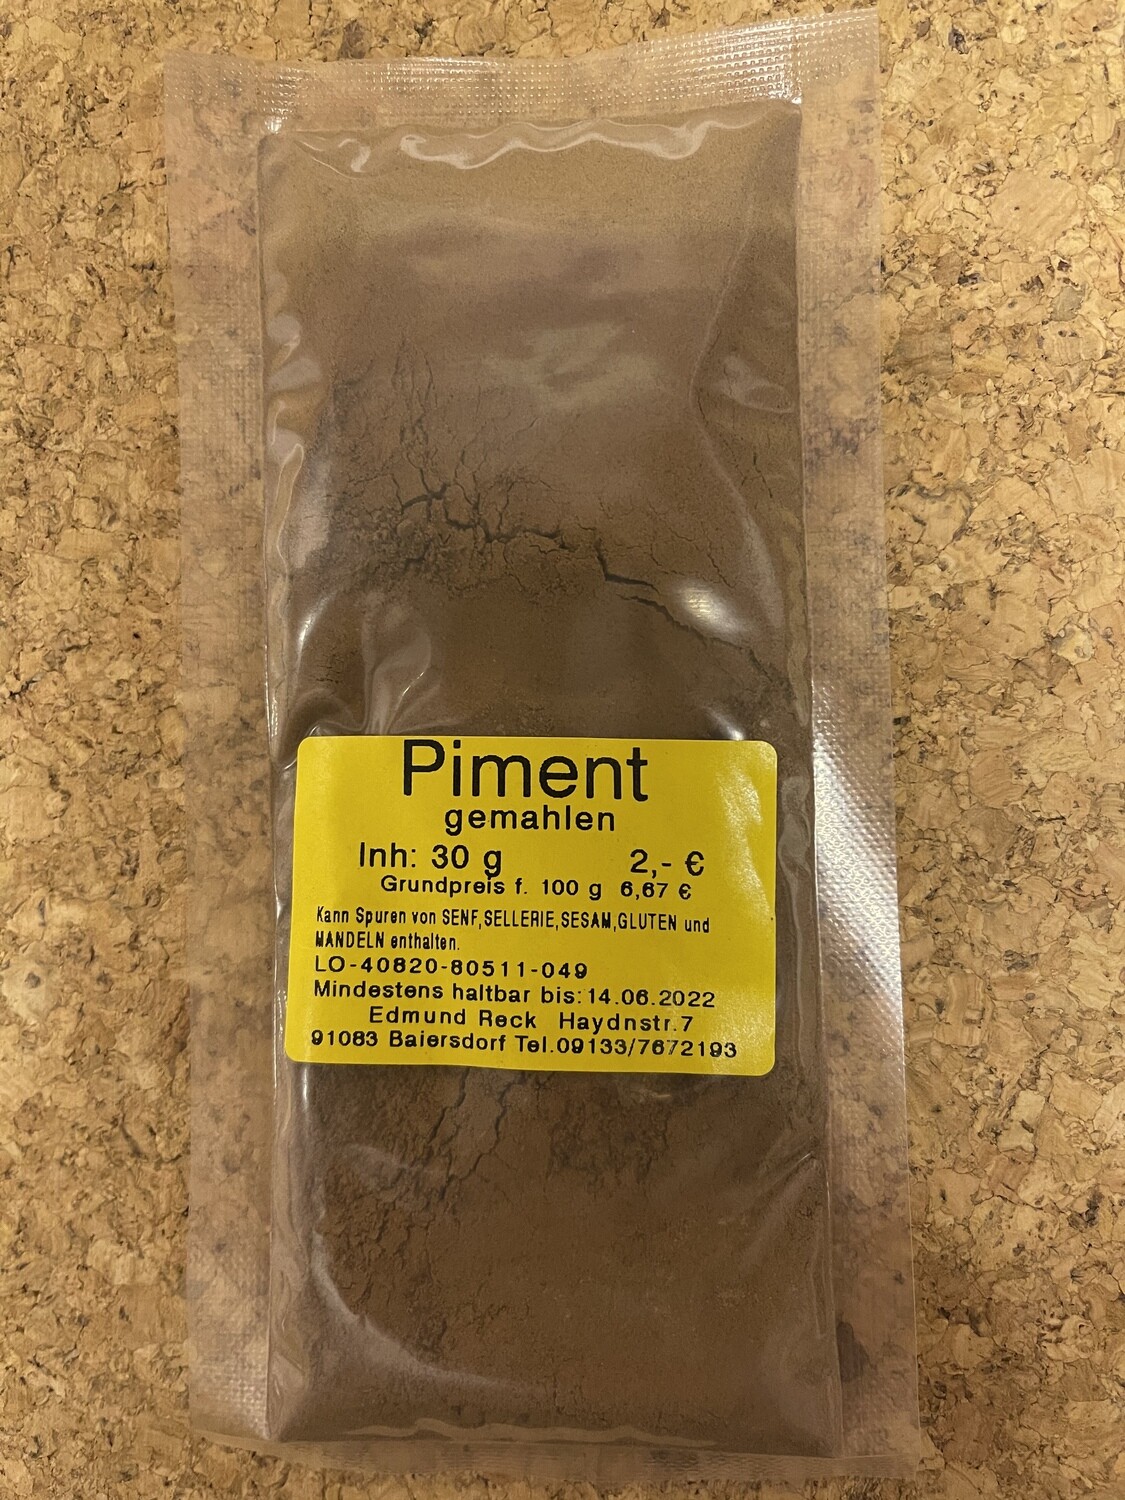 Piment
gemahlen
Inh: 30 g 2,- €
Grundpreis f. 100 g 6,67 €
Kann Spuren von SENF,SELLERIE,SESAM,GLUTEN und
MANDELN enthalten.
LO-40820-80511-049
Mindestens haltbar bis:14.06.2022
Edmund Reck Haydnstr.7
91083 Baiersdorf Tel.09133/7672193